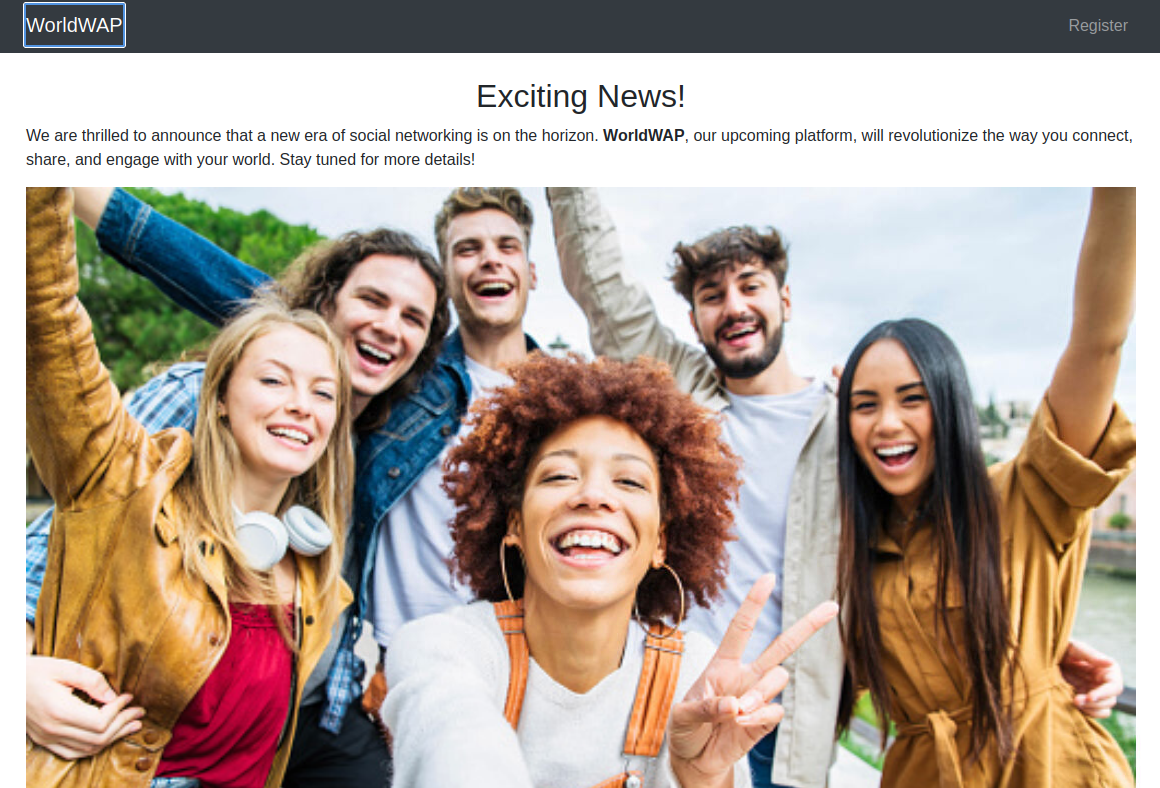 WorldWAP
Register
Exciting News!
We are thrilled to announce that a new era of social networking is on the horizon. WorldWAP, our upcoming platform, will revolutionize the way you connect,
share, and engage with your world. Stay tuned for more details!